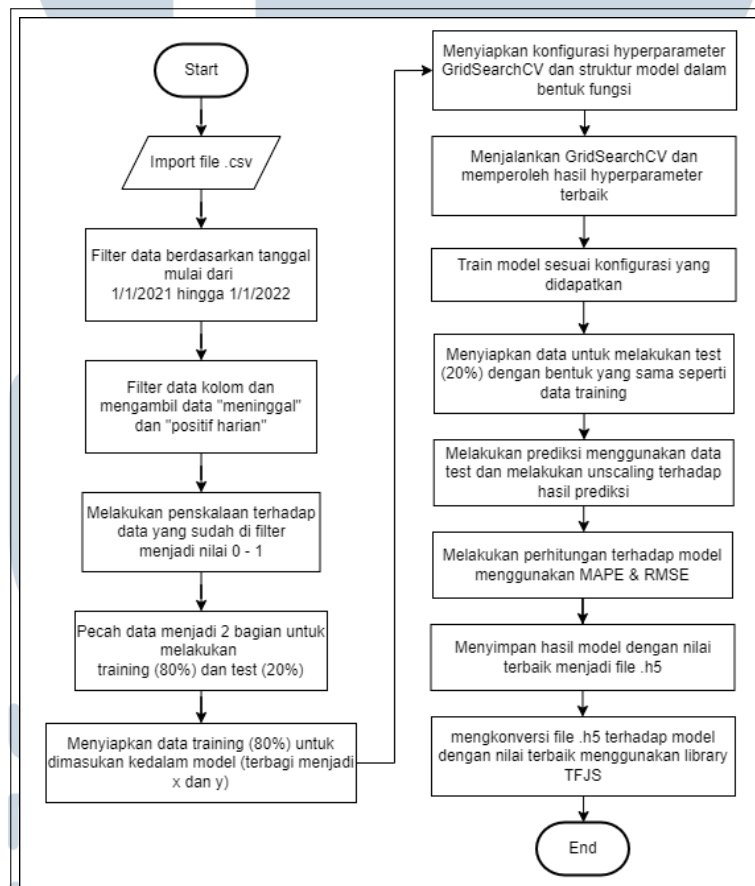 Start
Import file .csv
Filter data berdasarkan tanggal
mulai dari
1/1/2021 hingga 1/1/2022
Filter data kolom dan
mengambil data "meninggal"
dan "positif harian"
Melakukan penskalaan terhadap
data yang sudah di filter
menjadi nilai 0 - 1
Pecah data menjadi 2 bagian untuk
melakukan
training (80%) dan test (20%)
Menyiapkan data training (80%) untuk
dimasukan kedalam model (terbagi menjadi
x dan y)
Menyiapkan konfigurasi hyperparameter
GridSearchCV dan struktur model dalam
bentuk fungsi
Menjalankan GridSearchCV dan
memperoleh hasil hyperparameter
terbaik
Train model sesuai konfigurasi yang
didapatkan
Menyiapkan data untuk melakukan test
(20%) dengan bentuk yang sama seperti
data training
Melakukan prediksi menggunakan data
test dan melakukan unscaling terhadap
hasil prediksi
Melakukan perhitungan terhadap model
menggunakan MAPE & RMSE
Menyimpan hasil model dengan nilai
terbaik menjadi file .h5
mengkonversi file .h5 terhadap model
dengan nilai terbaik menggunakan library
TFJS
End